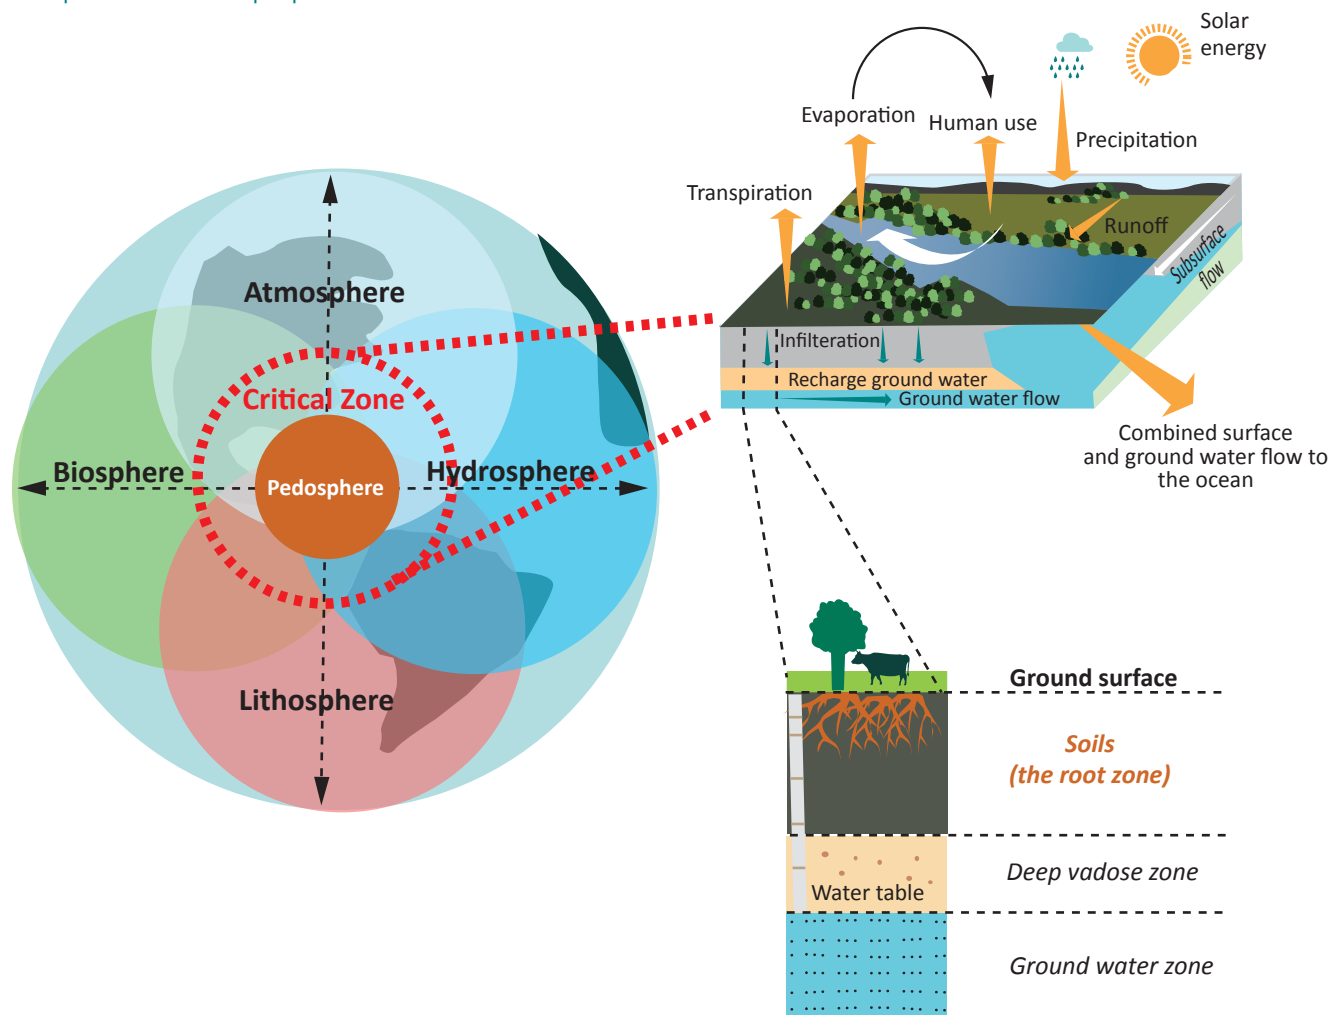 Solar
energy
Evaporation
Human use
Precipitation
Transpiration
Runoff
Subsurface
flow
Atmosphere
Infilteration
Recharge ground water
Ground water flow
Critical Zone
Combined surface
and ground water flow to
the ocean
Biosphere
Hydrosphere
Pedosphere
Lithosphere
Ground surface
Soils
(the root zone)
Deep vadose zone
Water table
Ground water zone